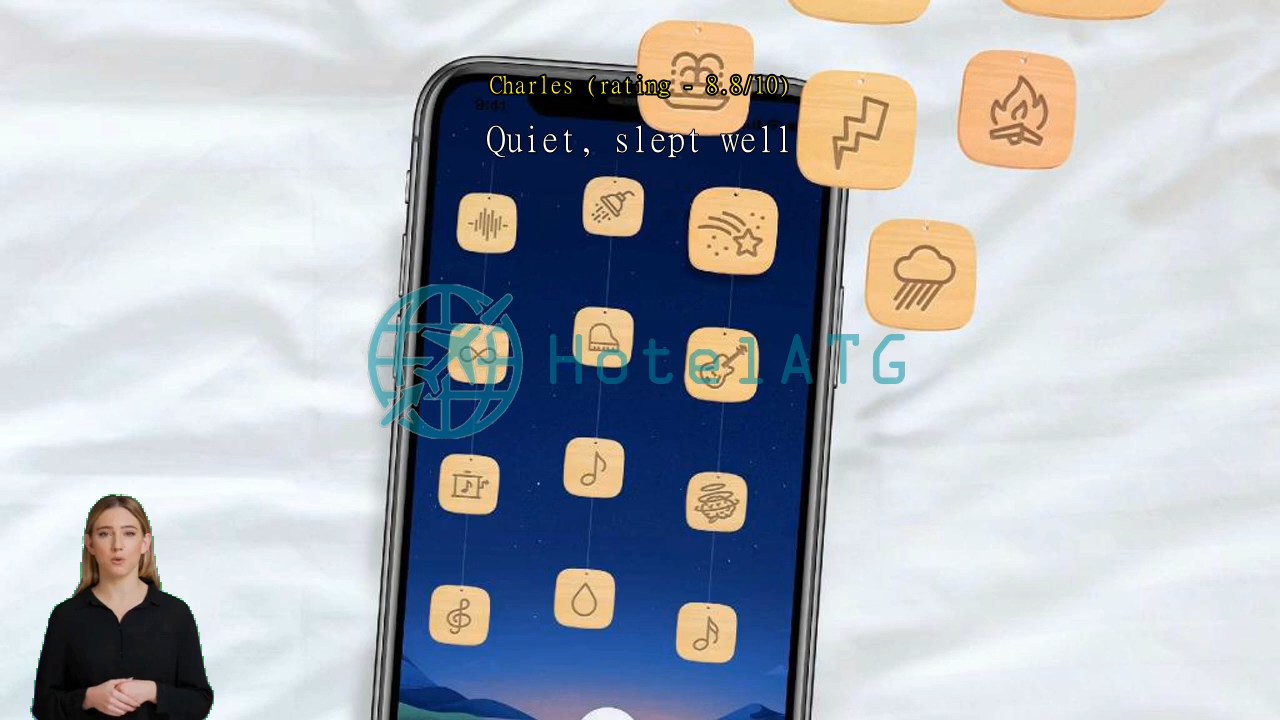 Charles (rating - 8.8/10)
9:41
Quiet, slept well
HotelATG